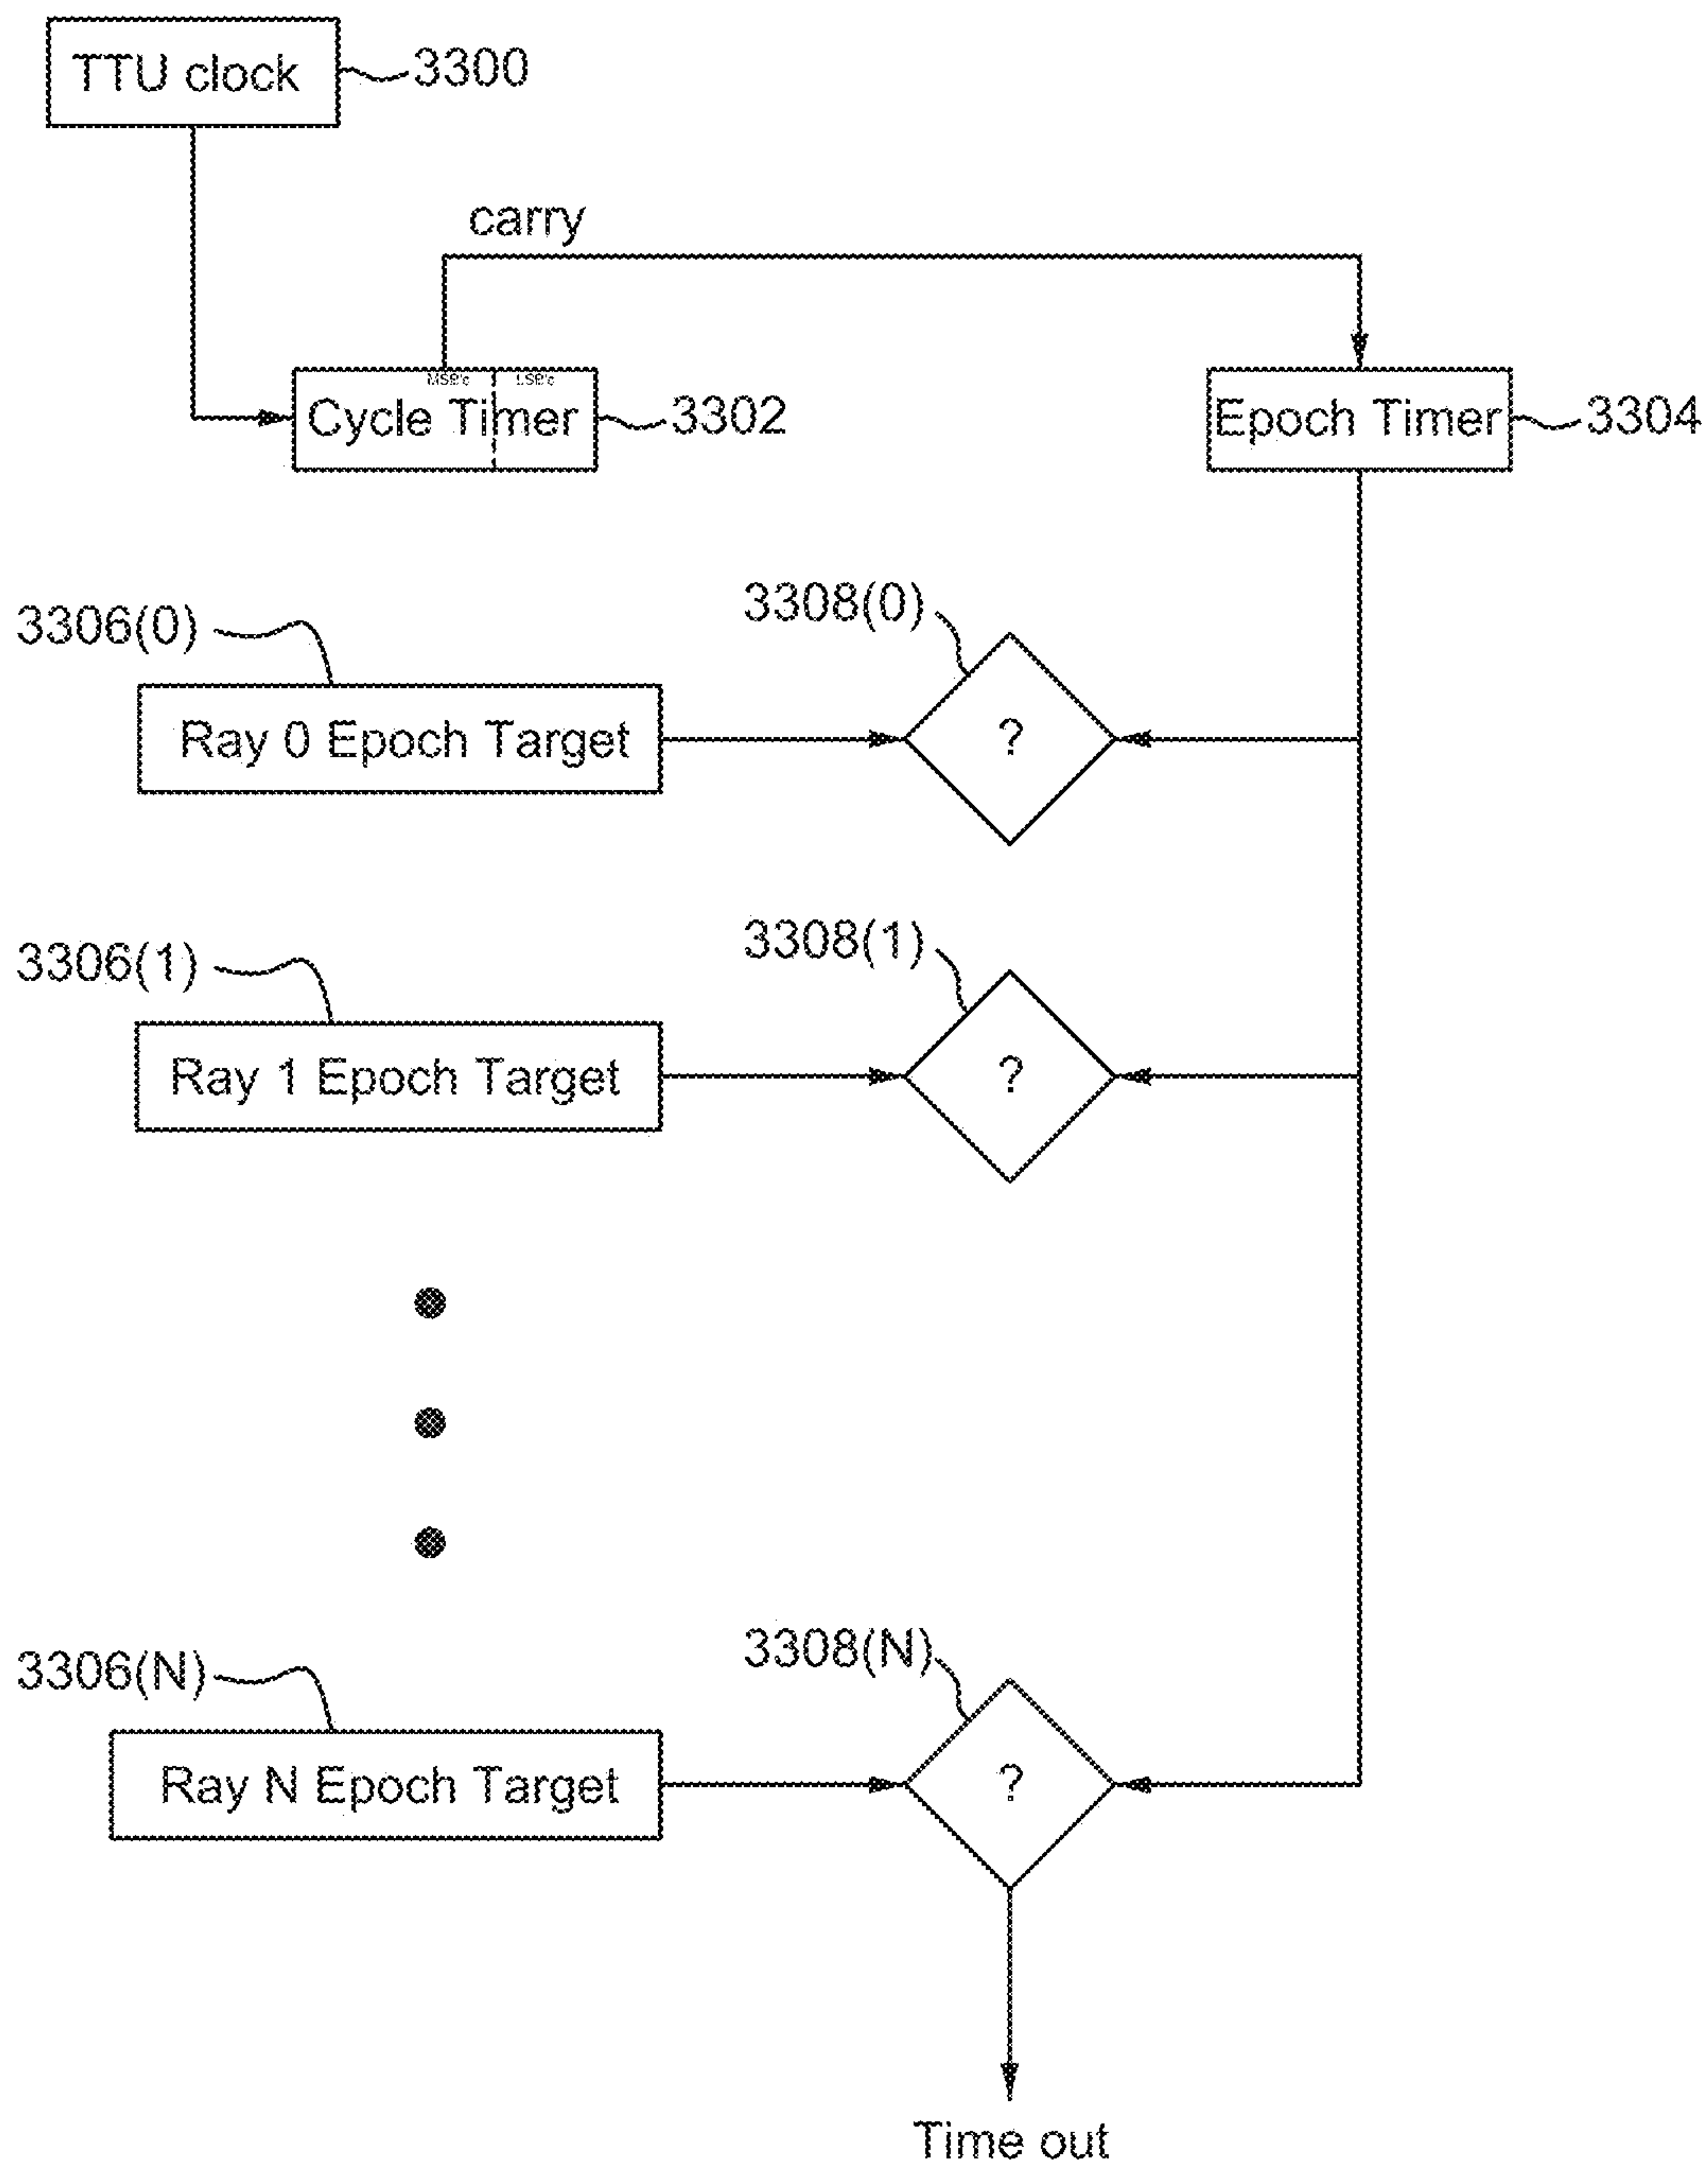 TTU clock
3300
carry
MSB's LSB's
Cycle Timer
3302
Epoch Timer
3304
3306(0)
3308(0)
Ray 0 Epoch Target
?
3306(1)
3308(1)
Ray 1 Epoch Target
?
3306(N)
3308(N)
Ray N Epoch Target
?
Time out